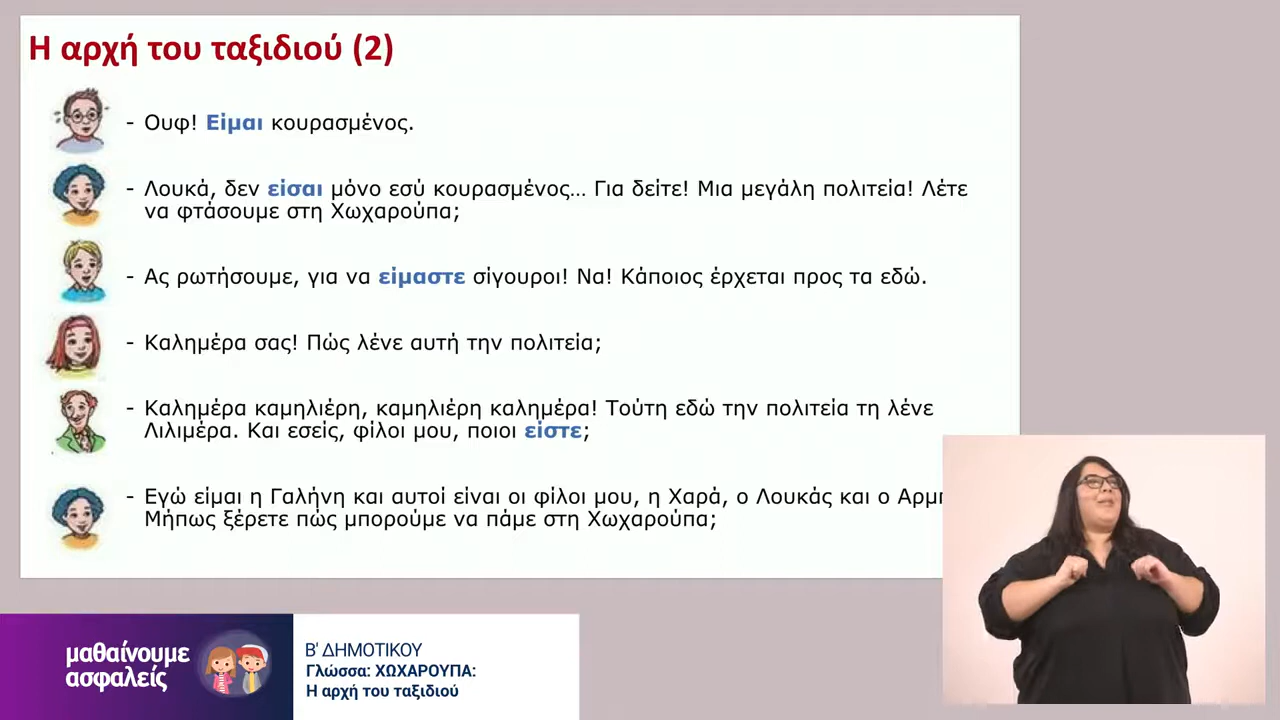 Η αρχή του ταξιδιού (2)
- Ουφ! Είμαι κουρασμένος.
- Λουκά, δεν είσαι μόνο εσύ κουρασμένος... Για δείτε! Μια μεγάλη πολιτεία! Λέτε
να φτάσουμε στη Χωχαρούπα;
- Ας ρωτήσουμε, για να είμαστε σίγουροι! Να! Κάποιος έρχεται προς τα εδώ.
- Καλημέρα σας! Πώς λένε αυτή την πολιτεία;
- Καλημέρα καμηλιέρη, καμηλιέρη καλημέρα! Τούτη εδώ την πολιτεία τη λένε
Λιλιμέρα. Και εσείς, φίλοι μου, ποιοι είστε;
- Εγώ είμαι η Γαλήνη και αυτοί είναι οι φίλοι μου, η Χαρά, ο Λουκάς και ο
Μήπως ξέρετε πώς μπορούμε να πάμε στη Χωχαρούπα;
μαθαίνουμε
ασφαλείς
Β' ΔΗΜΟΤΙΚΟΥ
Γλώσσα: ΧΩΧΑΡΟΥΠΑ:
Η αρχή του ταξιδιού